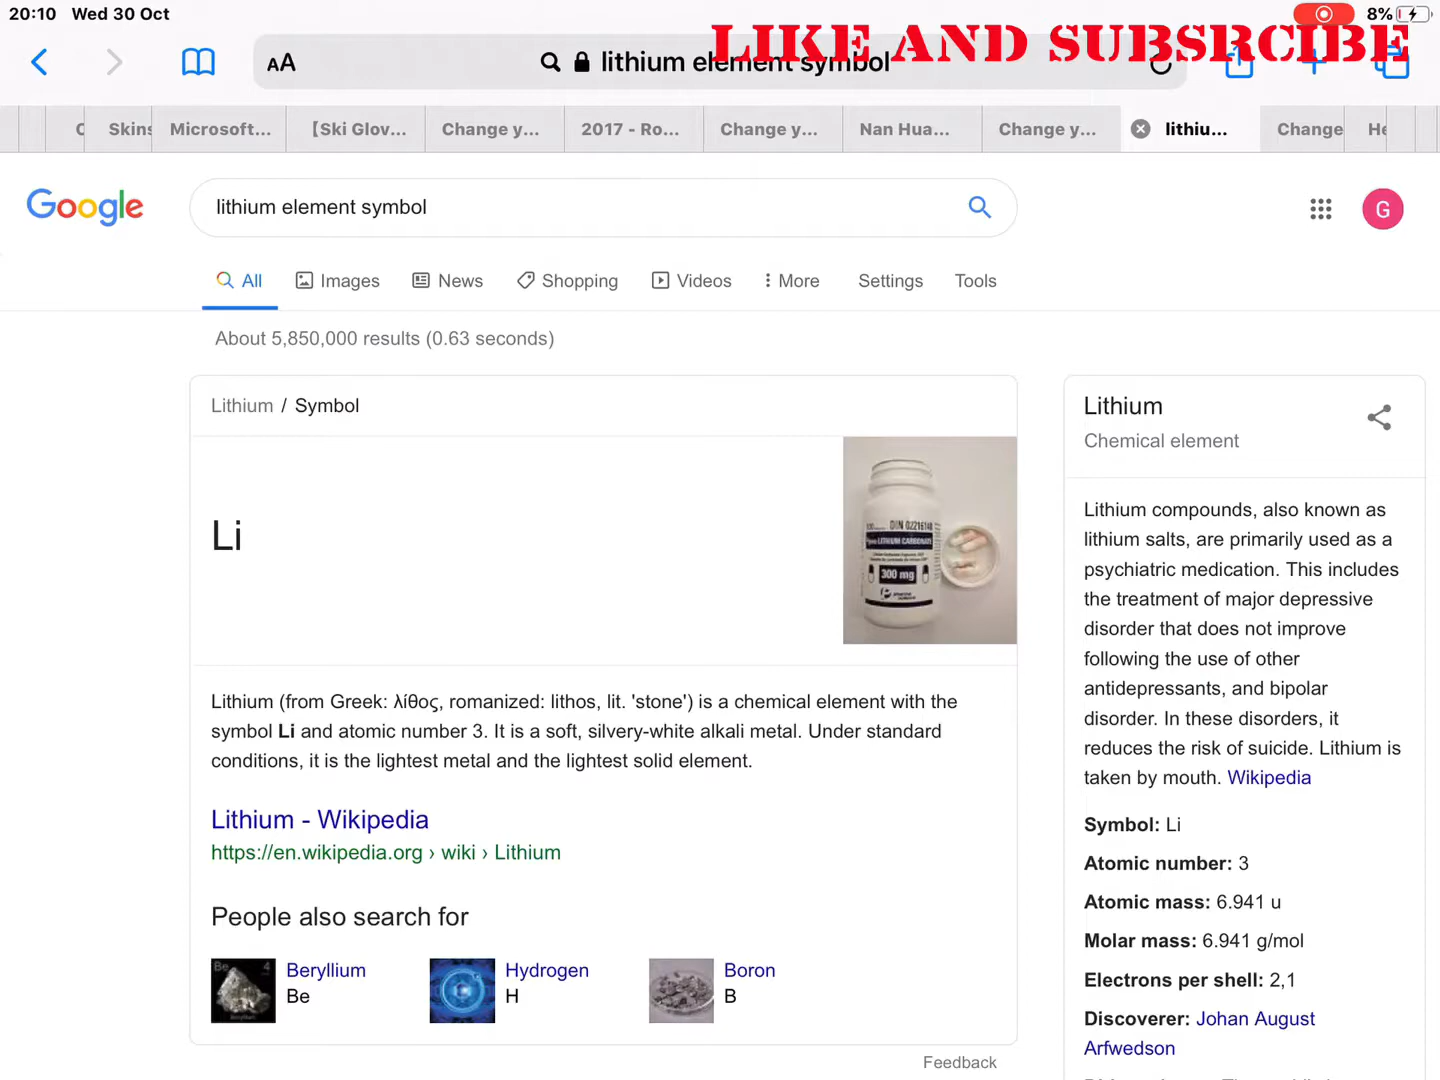 20:10 Wed 30 Oct
8%
LIKE AND SUBSRCIBE
AA
lithium element symbol
Skins
Microsoft...
【Ski Glov...
Change y...
2017 - Ro...
Change y...
Nan Hua...
Change y...
lithiu...
Change
He
Google
lithium element symbol
G
All
Images
News
Shopping
Videos
More
Settings
Tools
About 5,850,000 results (0.63 seconds)
Lithium / Symbol
Li
DIN 02216140
LITHIUM CARBONATE
300 mg
Lithium (from Greek: λίθος, romanized: lithos, lit. 'stone') is a chemical element with the
symbol Li and atomic number 3. It is a soft, silvery-white alkali metal. Under standard
conditions, it is the lightest metal and the lightest solid element.
Lithium - Wikipedia
https://en.wikipedia.org › wiki › Lithium
People also search for
Be 4
Beryllium
Be
Hydrogen
H
Boron
B
Feedback
Lithium
Chemical element
Lithium compounds, also known as
lithium salts, are primarily used as a
psychiatric medication. This includes
the treatment of major depressive
disorder that does not improve
following the use of other
antidepressants, and bipolar
disorder. In these disorders, it
reduces the risk of suicide. Lithium is
taken by mouth. Wikipedia
Symbol: Li
Atomic number: 3
Atomic mass: 6.941 u
Molar mass: 6.941 g/mol
Electrons per shell: 2,1
Discoverer: Johan August
Arfwedson